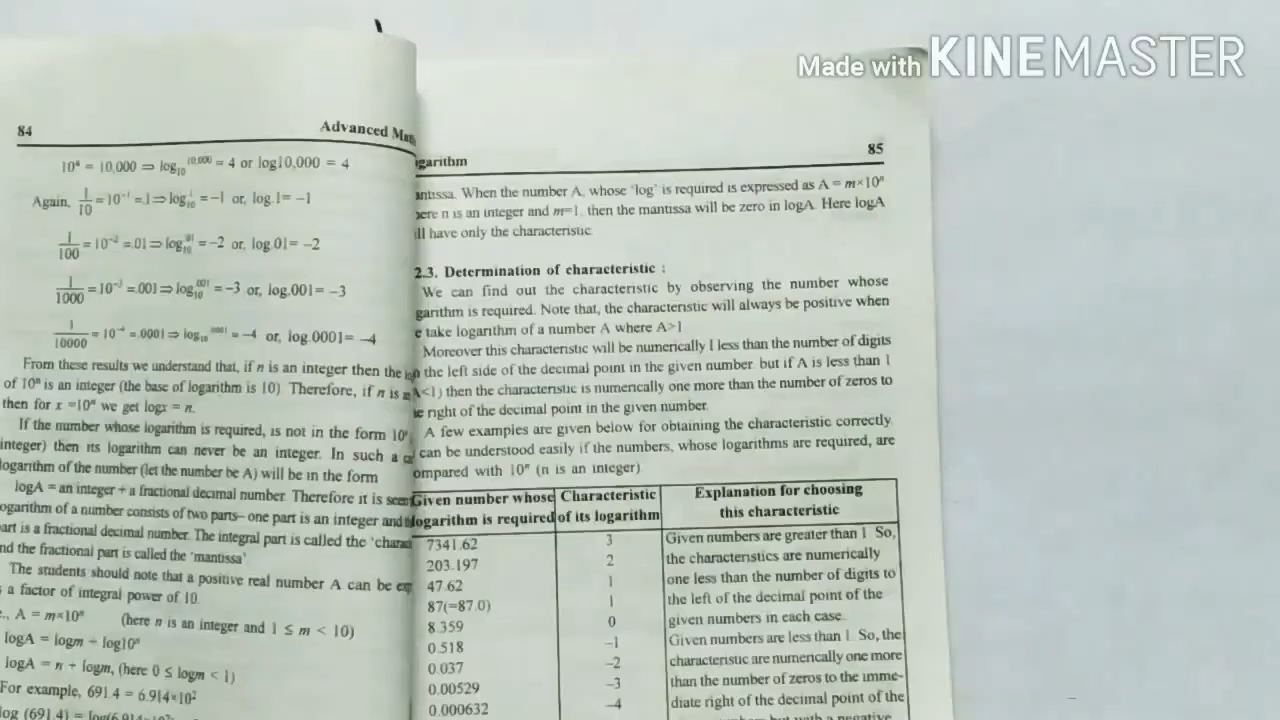 Made with KINEMASTER
84
Advanced Ma
10⁴ = 10,000 ⇒ log₁₀^10,000 = 4 or log10,000 = 4
Again, 1/10 = 10⁻¹ = .1 ⇒ log₁₀^.1 = −1 or, log.1 = −1
1/100 = 10⁻² = .01 ⇒ log₁₀^.01 = −2 or, log.01 = −2
1/1000 = 10⁻³ = .001 ⇒ log₁₀^.001 = −3 or, log.001 = −3
1/10000 = 10⁻⁴ = .0001 ⇒ log₁₀^.0001 = −4 or, log.0001 = −4
From these results we understand that, if n is an integer then the
of 10ⁿ is an integer (the base of logarithm is 10). Therefore, if n is
then for x =10ⁿ we get logx = n.
If the number whose logarithm is required, is not in the form 10ⁿ
integer) then its logarithm can never be an integer. In such a
logarithm of the number (let the number be A) will be in the form
logA = an integer + a fractional decimal number. Therefore it is seen
ogarithm of a number consists of two parts– one part is an integer and
art is a fractional decimal number. The integral part is called the 'chara
nd the fractional part is called the 'mantissa'
The students should note that a positive real number A can be exp
a factor of integral power of 10.
., A = m×10ⁿ (here n is an integer and 1 ≤ m < 10)
logA = logm + log10ⁿ
logA = n + logm, (here 0 ≤ logm < 1)
For example, 691.4 = 6.914×10²
log (691.4) = log(6.914×10²)
garithm
85
antissa. When the number A, whose 'log' is required is expressed as A = m×10ⁿ
ere n is an integer and m=1, then the mantissa will be zero in logA. Here logA
ll have only the characteristic
2.3. Determination of characteristic :
We can find out the characteristic by observing the number whose
garithm is required. Note that, the characteristic will always be positive when
e take logarithm of a number A where A>1
Moreover this characteristic will be numerically 1 less than the number of digits
the left side of the decimal point in the given number. but if A is less than 1
A<1) then the characteristic is numerically one more than the number of zeros to
e right of the decimal point in the given number.
A few examples are given below for obtaining the characteristic correctly.
can be understood easily if the numbers, whose logarithms are required, are
ompared with 10ⁿ (n is an integer)
Given number whose logarithm is required
Characteristic of its logarithm
Explanation for choosing this characteristic
7341.62 3
203.197 2
47.62 1
87(=87.0) 1
8.359 0
0.518 −1
0.037 −2
0.00529 −3
0.000632 −4
Given numbers are greater than 1. So,
the characteristics are numerically
one less than the number of digits to
the left of the decimal point of the
given numbers in each case.
Given numbers are less than 1. So, the
characteristic are numerically one more
than the number of zeros to the imme-
diate right of the decimal point of the
numbers but with a negative